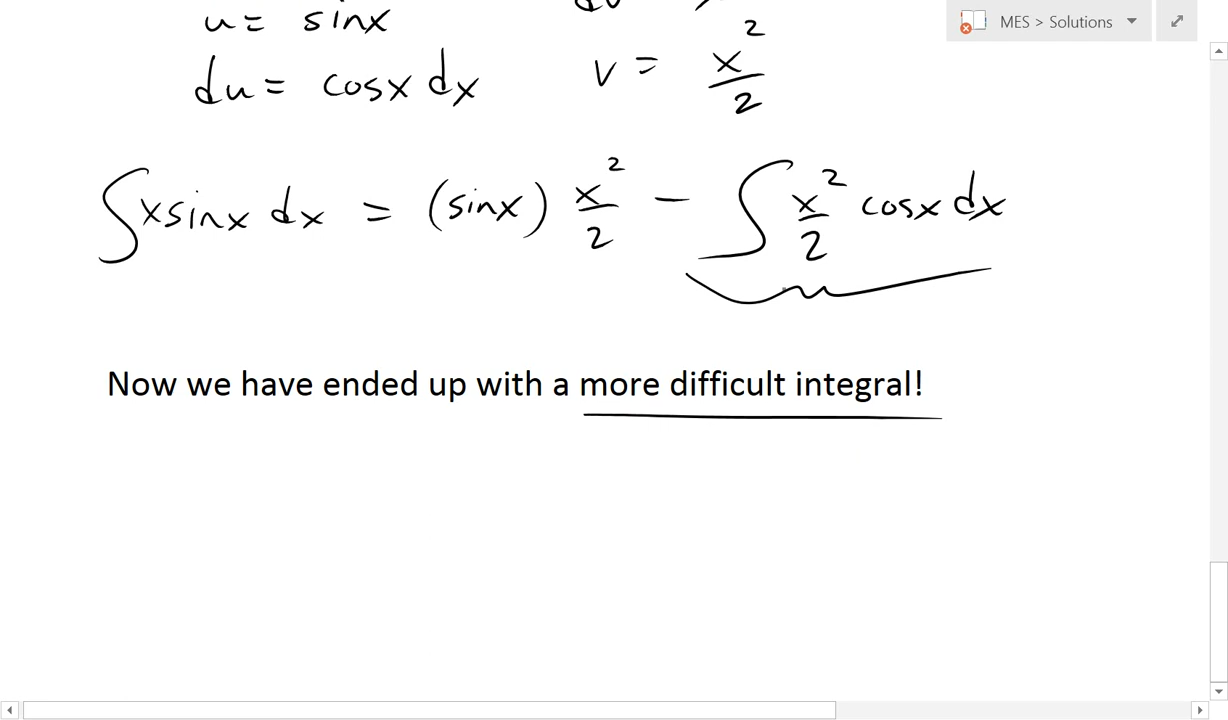 MES > Solutions
u = sinx
du = cosx dx v = x²/2
∫xsinx dx = (sinx) x²/2 − ∫ x²/2 cosx dx
Now we have ended up with a more difficult integral!